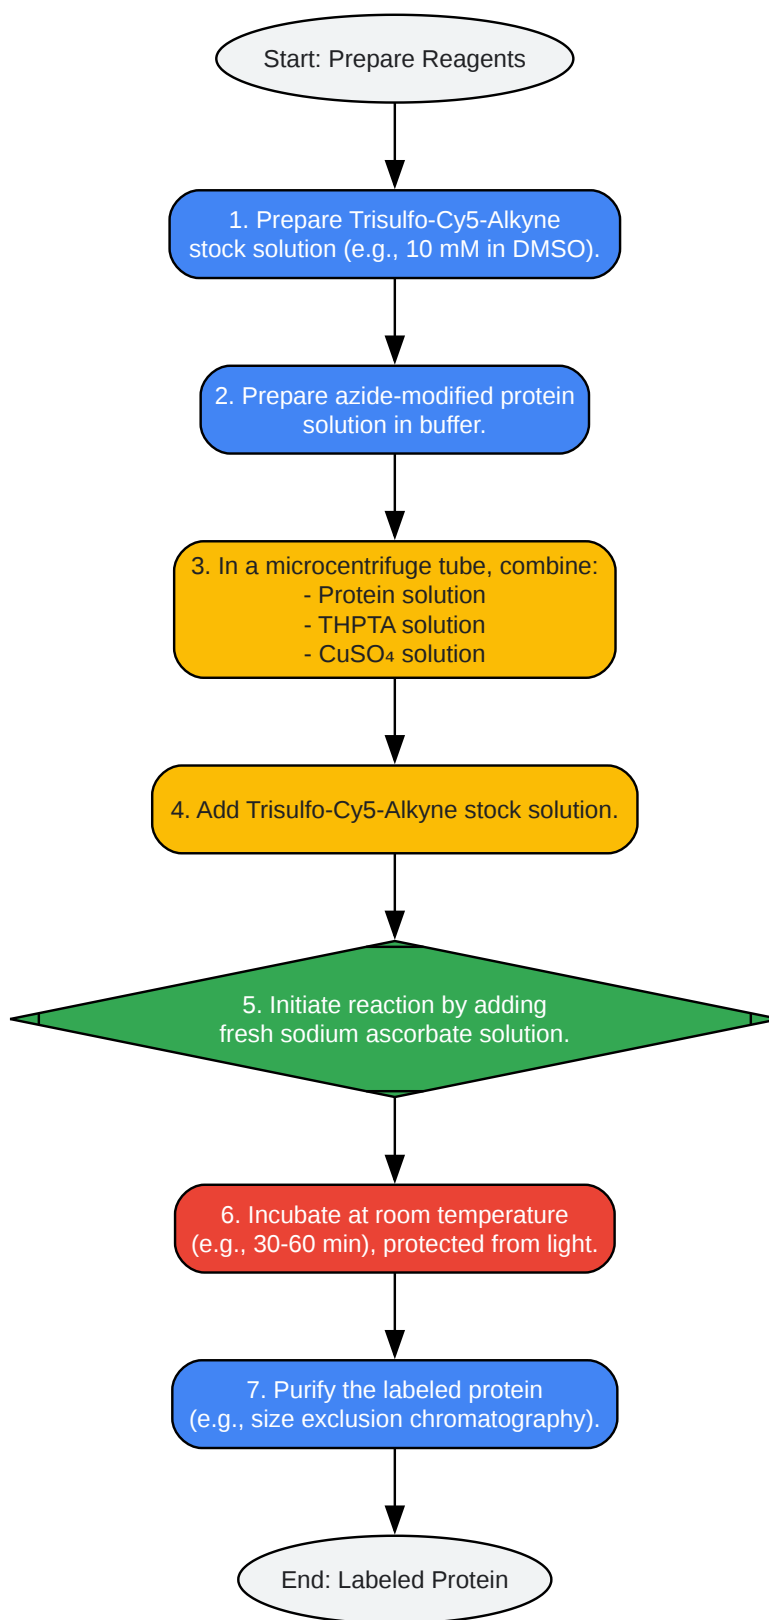 Start: Prepare Reagents
1. Prepare Trisulfo-Cy5-Alkyne
stock solution (e.g., 10 mM in DMSO).
2. Prepare azide-modified protein
solution in buffer.
3. In a microcentrifuge tube, combine:
- Protein solution
- THPTA solution
- CuSO₄ solution
4. Add Trisulfo-Cy5-Alkyne stock solution.
5. Initiate reaction by adding
fresh sodium ascorbate solution.
6. Incubate at room temperature
(e.g., 30-60 min), protected from light.
7. Purify the labeled protein
(e.g., size exclusion chromatography).
End: Labeled Protein